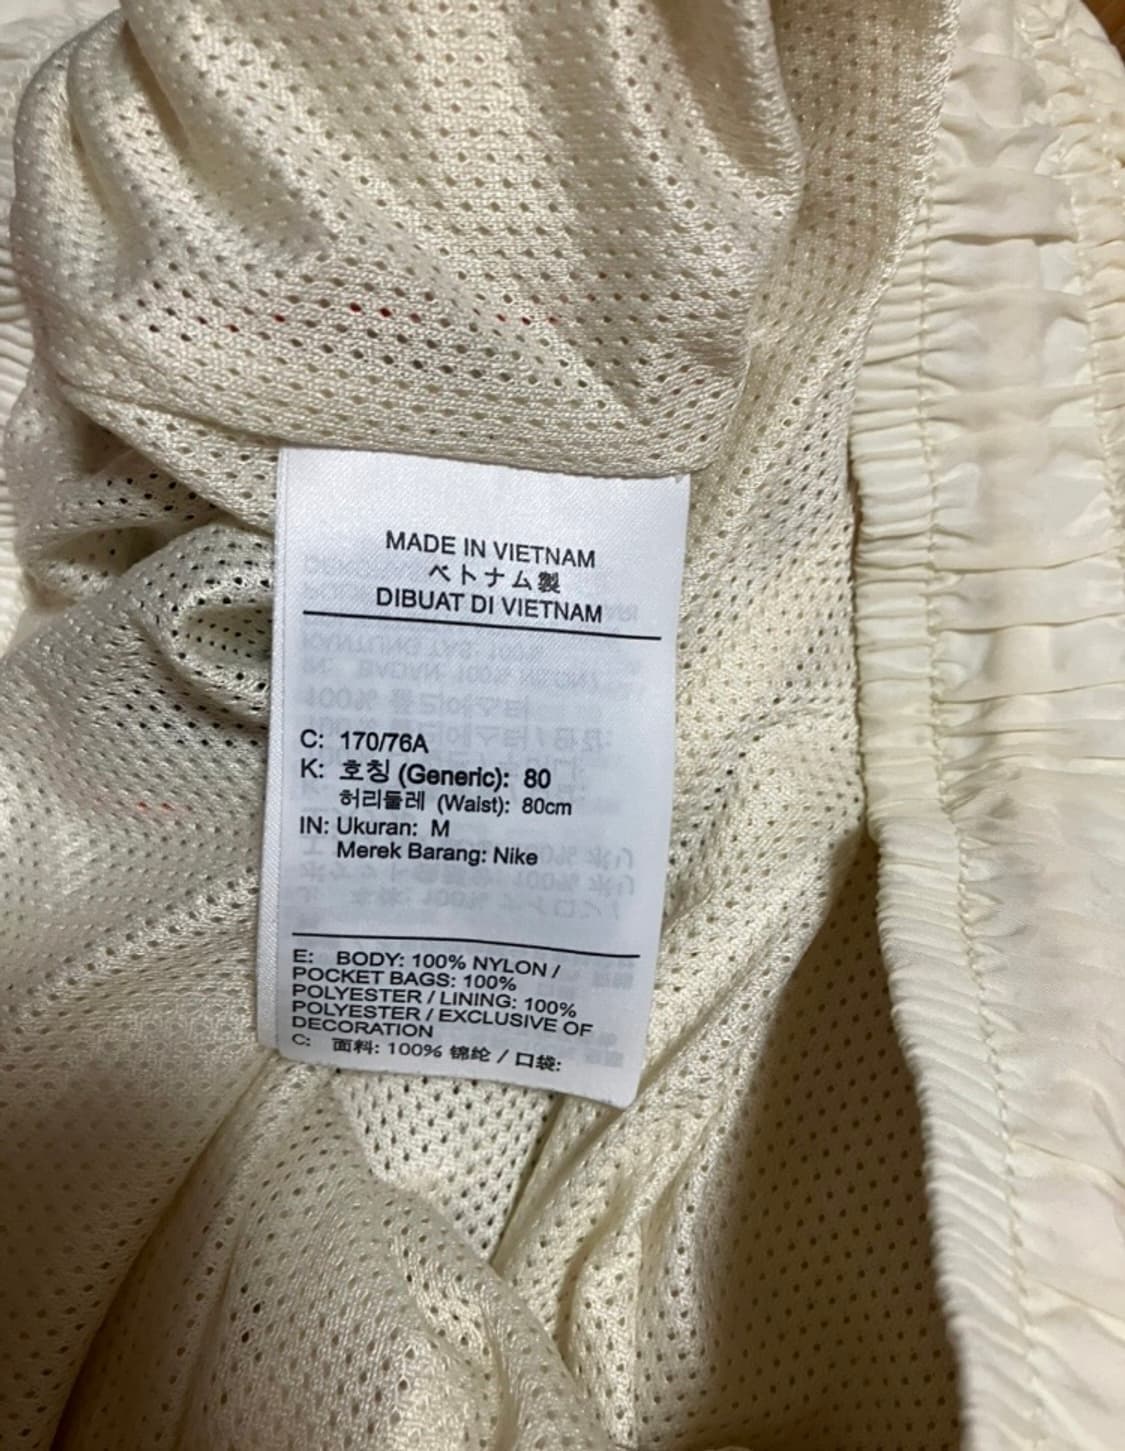 MADE IN VIETNAM
ベトナム製
DIBUAT DI VIETNAM
C: 170/76A
K: 호칭 (Generic): 80
허리둘레 (Waist): 80cm
IN: Ukuran: M
Merek Barang: Nike
E: BODY: 100% NYLON /
POCKET BAGS: 100%
POLYESTER / LINING: 100%
POLYESTER / EXCLUSIVE OF
DECORATION
C: 面料: 100% 锦纶 / 口袋: